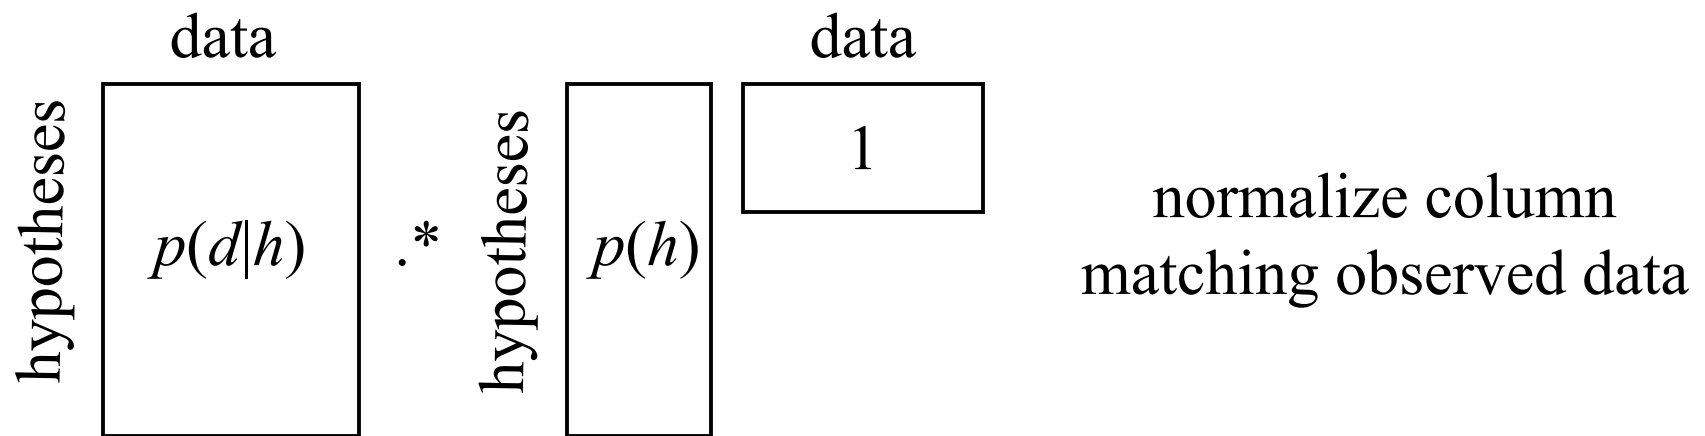 data
data
hypotheses
p(d|h)
.*
hypotheses
p(h)
1
normalize column
matching observed data